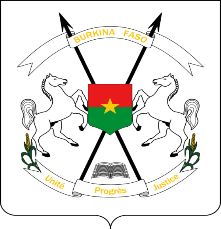 BURKINA FASO
Unité Progrès Justice